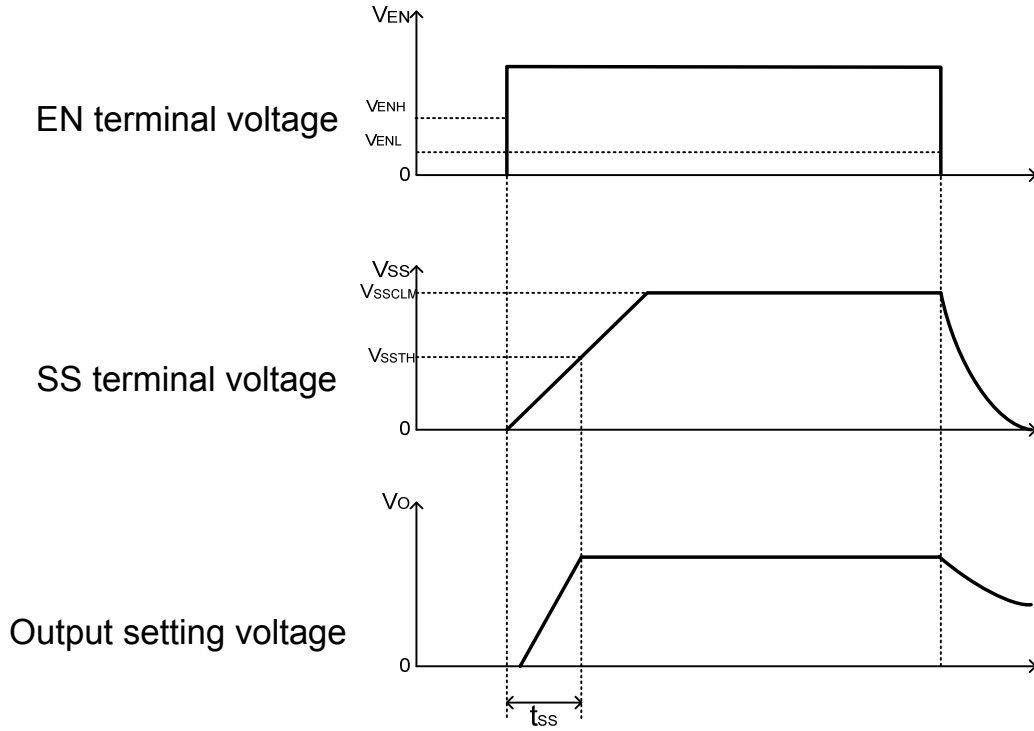 VEN
VENH
EN terminal voltage
VENL
0
VSS
VSSCLM
VSSTH
SS terminal voltage
0
VO
Output setting voltage
0
tss